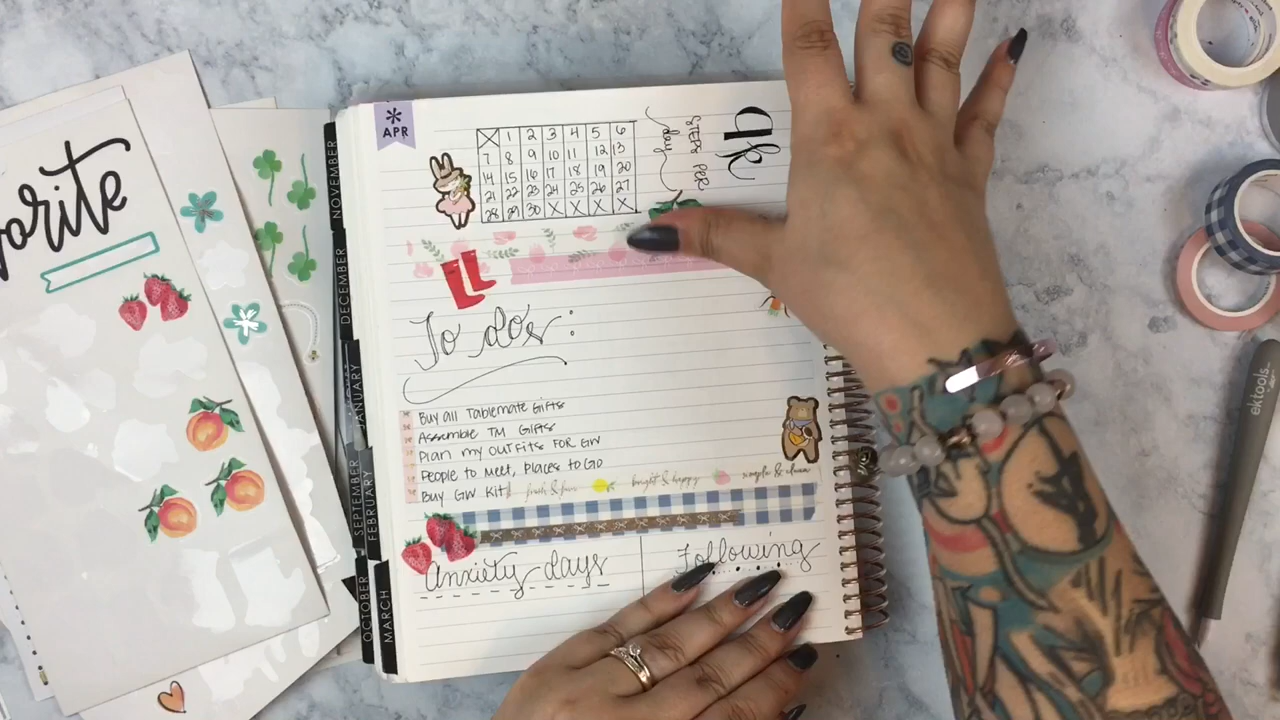 orite
APR
1 2 3 4 5 6
7 8 9 10 11 12 13
14 15 16 17 18 19 20
21 22 23 24 25 26 27
28 29 30 X X X X
STEPS PER
day
9k
To dos:
Buy all Tablemate Gifts
Assemble TM Gifts
Plan my outfits for GW
People to Meet, Places to Go
Buy GW Kit
fresh & fun bright & happy simple & clean
Anxiety days
Following
NOVEMBER
DECEMBER
JANUARY
SEPTEMBER
FEBRUARY
OCTOBER
MARCH
ektools